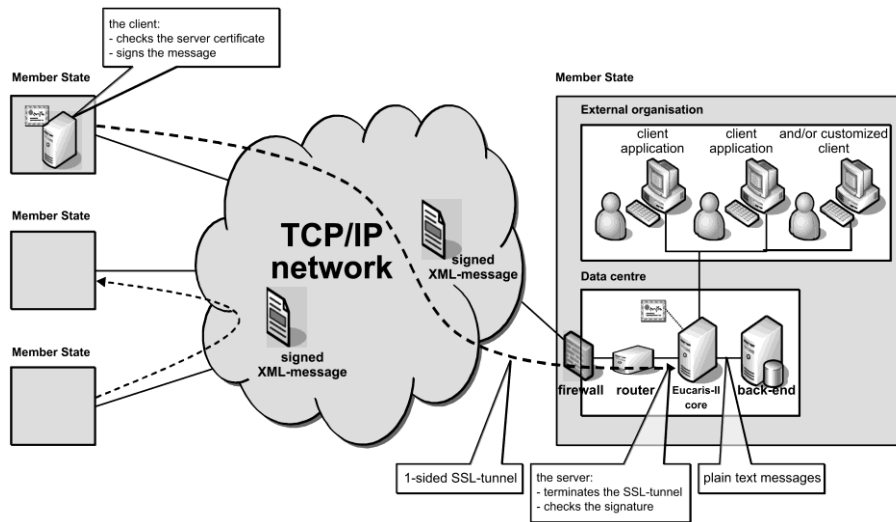 the client:
- checks the server certificate
- signs the message
Member State
Member State
External organisation
client
application
client
application
and/or customized
client
TCP/IP
network
signed
XML-message
Member State
signed
XML-message
Data centre
Member State
firewall
router
Eucaris-II
core
back-end
1-sided SSL-tunnel
the server:
- terminates the SSL-tunnel
- checks the signature
plain text messages